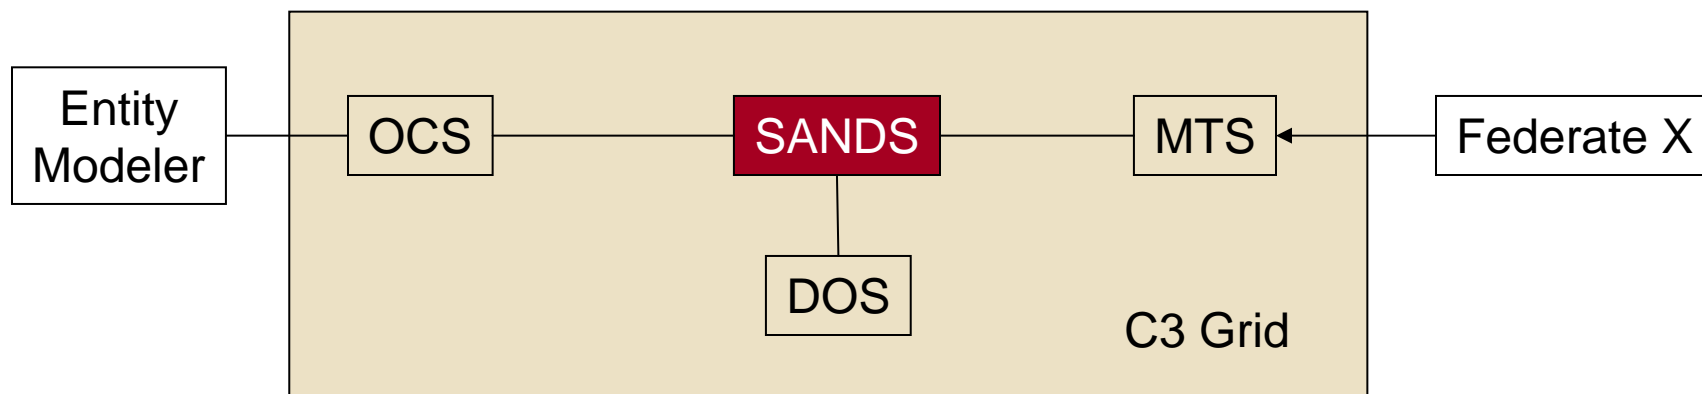 Entity
Modeler
OCS
SANDS
MTS
Federate X
DOS
C3 Grid